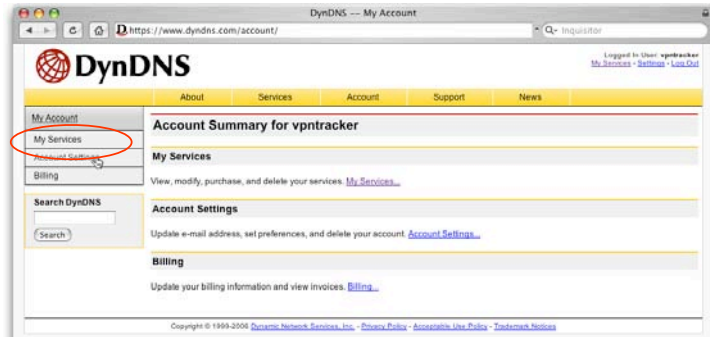 DynDNS -- My Account
https://www.dyndns.com/account/
Inquisitor
DynDNS
Logged In User: vpntracker
My Services - Settings - Log Out
About Services Account Support News
My Account
My Services
Account Settings
Billing
Search DynDNS
Search
Account Summary for vpntracker
My Services
View, modify, purchase, and delete your services. My Services...
Account Settings
Update e-mail address, set preferences, and delete your account. Account Settings...
Billing
Update your billing information and view invoices. Billing...
Copyright © 1999-2006 Dynamic Network Services, Inc. - Privacy Policy - Acceptable Use Policy - Trademark Notices